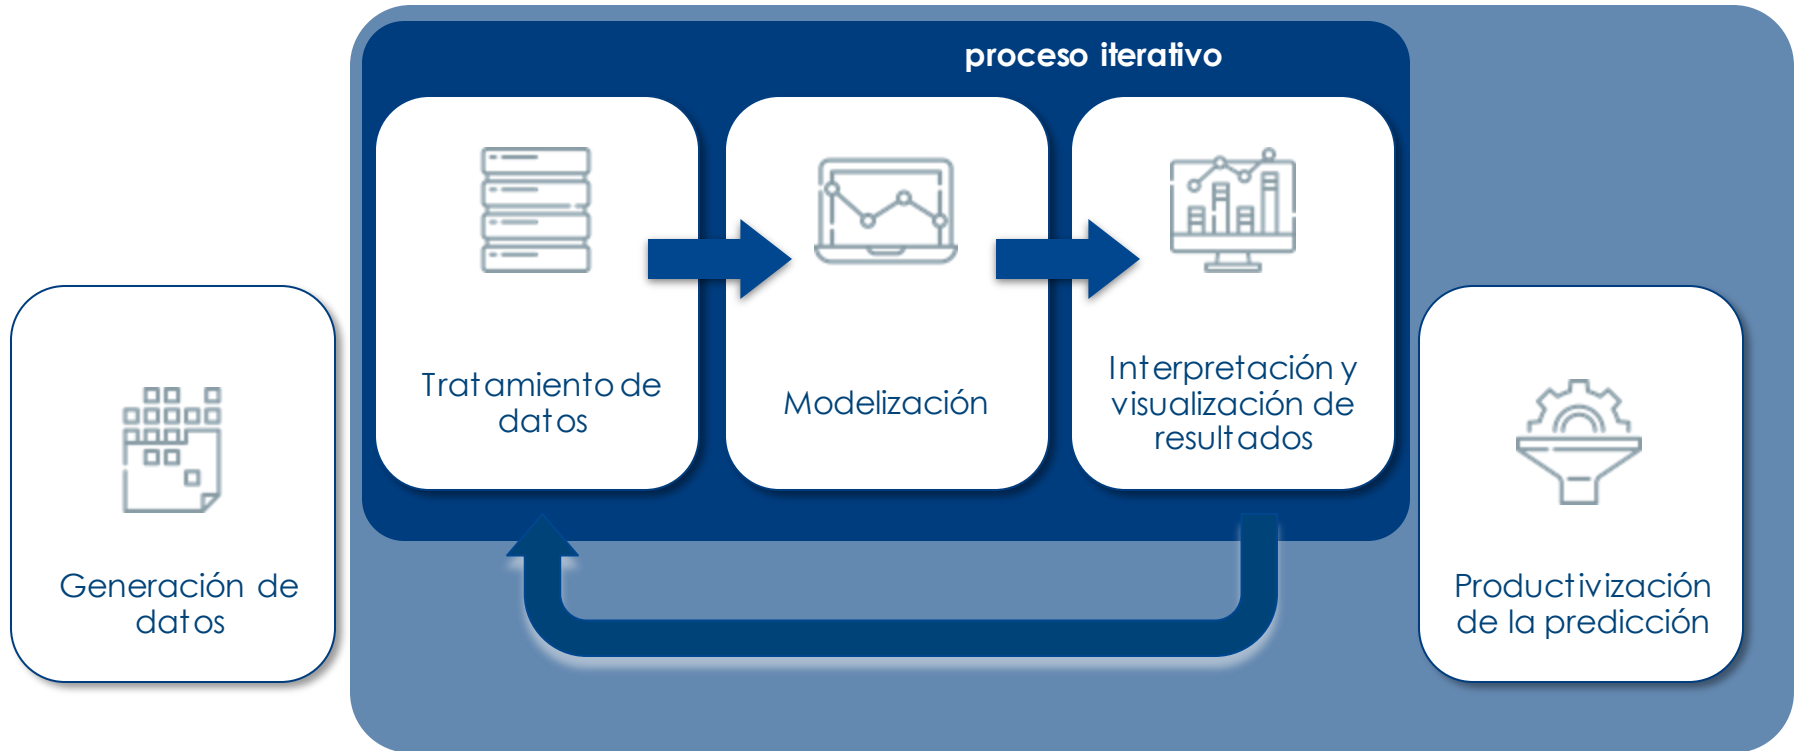 proceso iterativo
Tratamiento de
datos
Modelización
Interpretación y
visualización de
resultados
Generación de
datos
Productivización
de la predicción